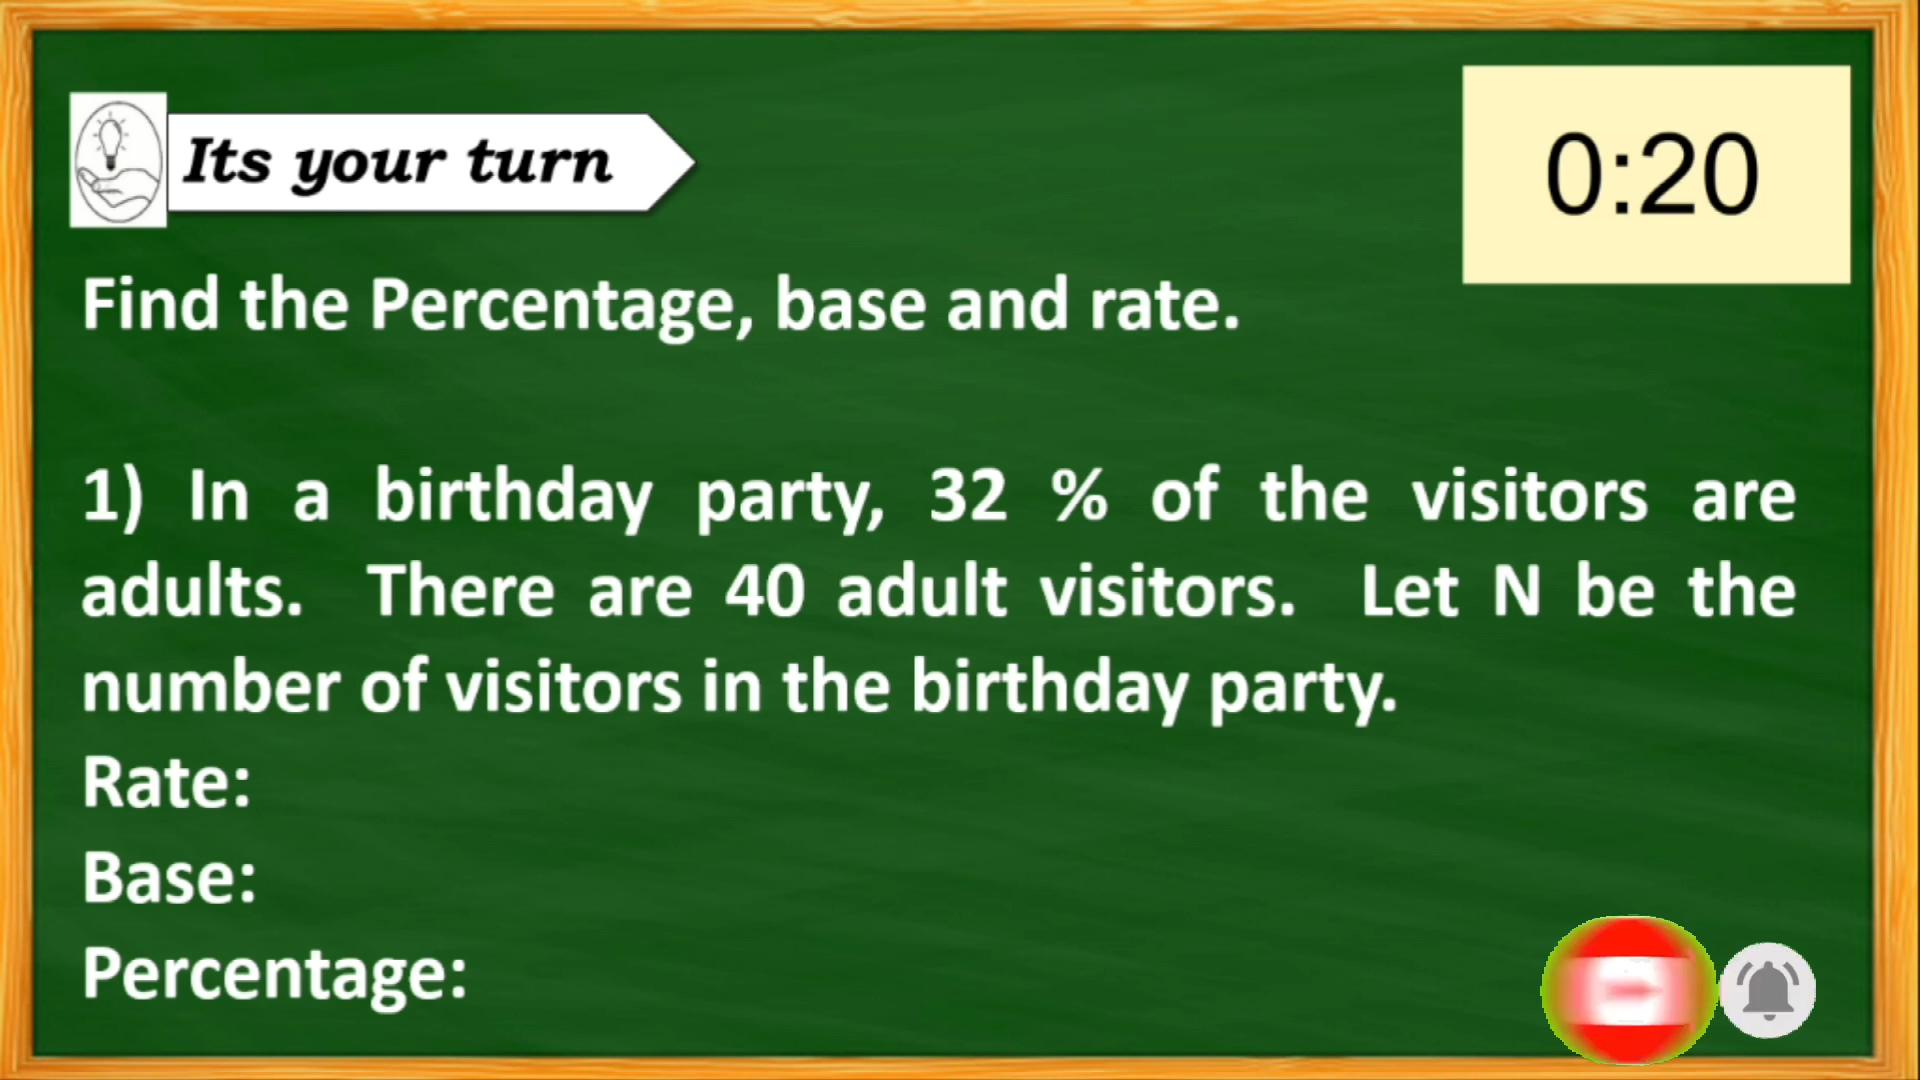 Its your turn
0:20
Find the Percentage, base and rate.
1) In a birthday party, 32 % of the visitors are
adults. There are 40 adult visitors. Let N be the
number of visitors in the birthday party.
Rate:
Base:
Percentage: